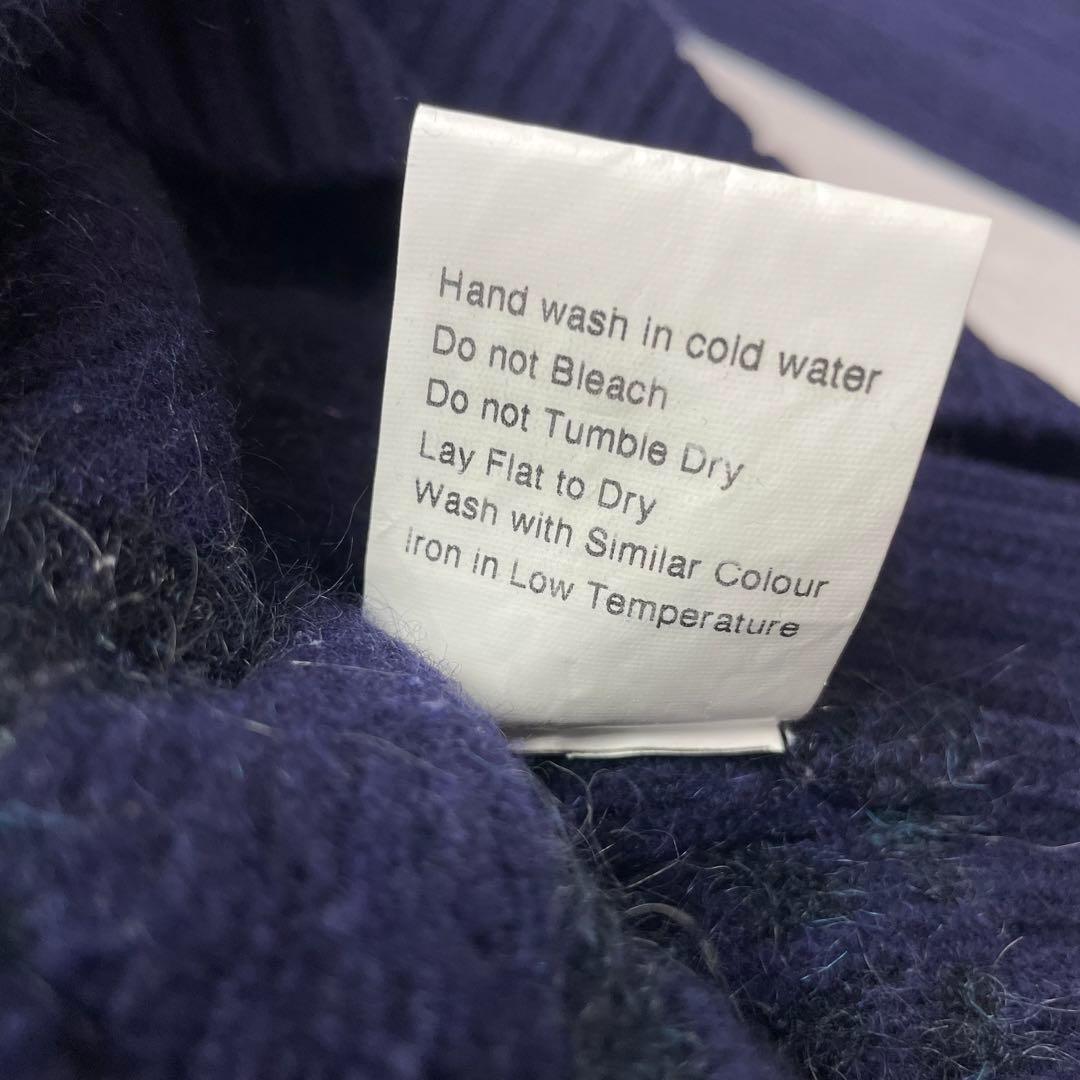 Hand wash in cold water
Do not Bleach
Do not Tumble Dry
Lay Flat to Dry
Wash with Similar Colour
Iron in Low Temperature